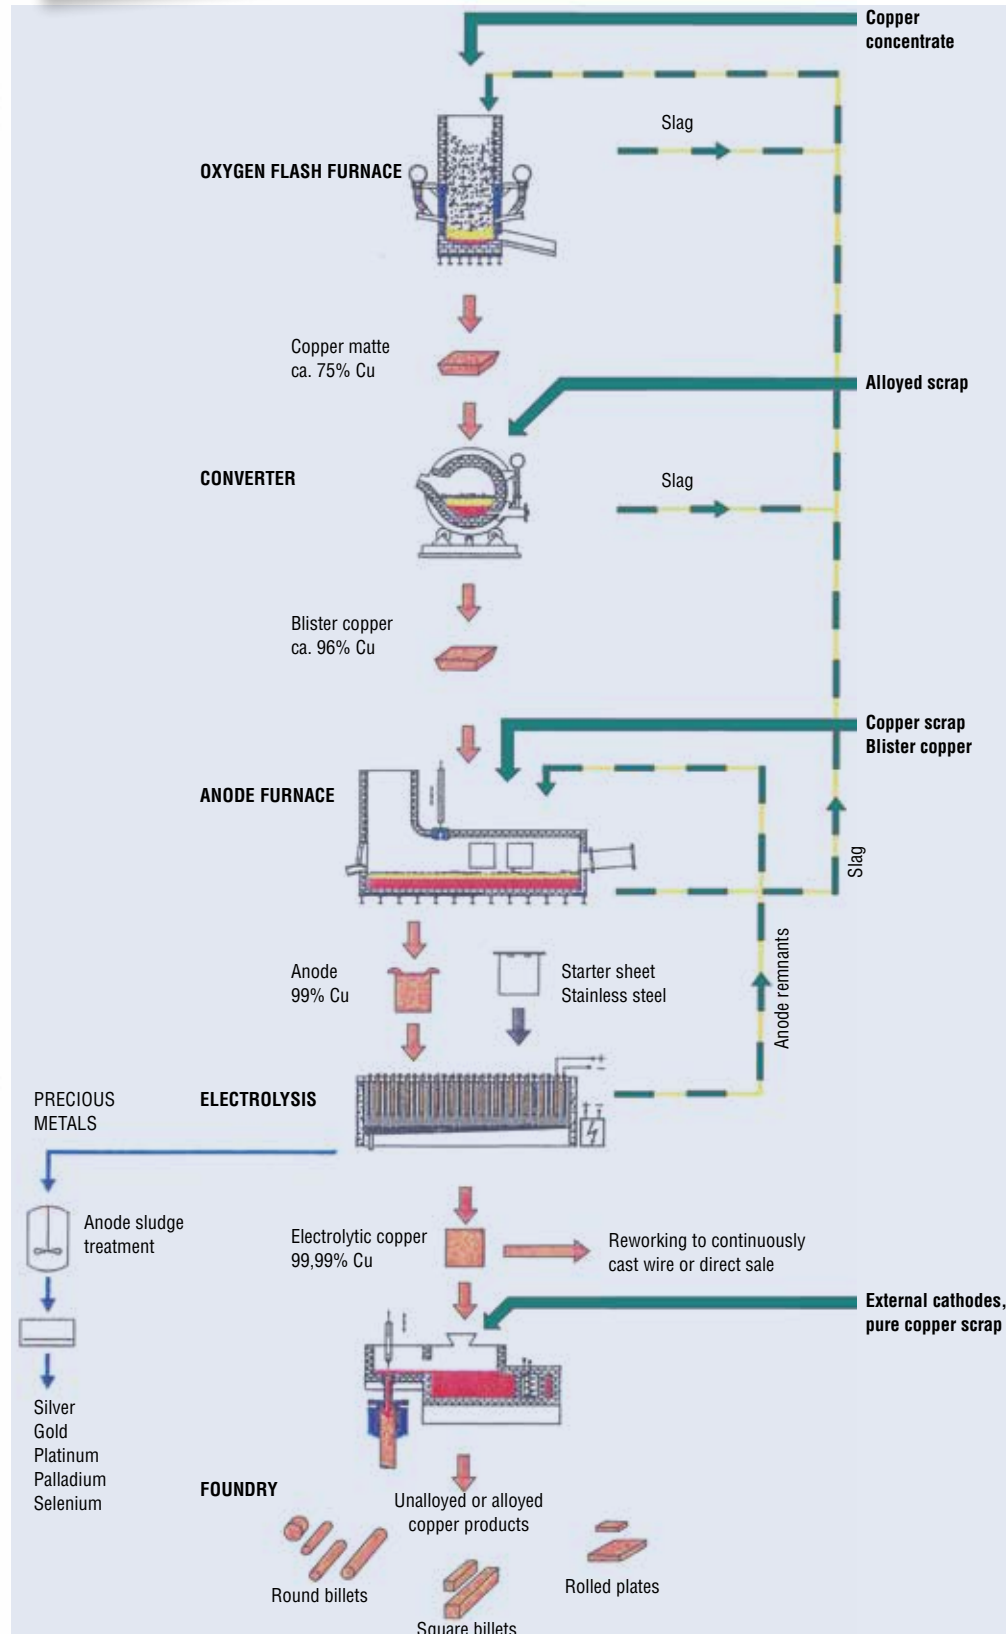 Copper
concentrate
Slag
OXYGEN FLASH FURNACE
Copper matte
ca. 75% Cu
Alloyed scrap
CONVERTER
Slag
Blister copper
ca. 96% Cu
Copper scrap
Blister copper
ANODE FURNACE
Slag
Anode remnants
Anode
99% Cu
Starter sheet
Stainless steel
+
−
PRECIOUS
METALS
ELECTROLYSIS
+ −
Anode sludge
treatment
Electrolytic copper
99,99% Cu
Reworking to continuously
cast wire or direct sale
External cathodes,
pure copper scrap
Silver
Gold
Platinum
Palladium
Selenium
FOUNDRY
Unalloyed or alloyed
copper products
Round billets
Rolled plates
Square billets